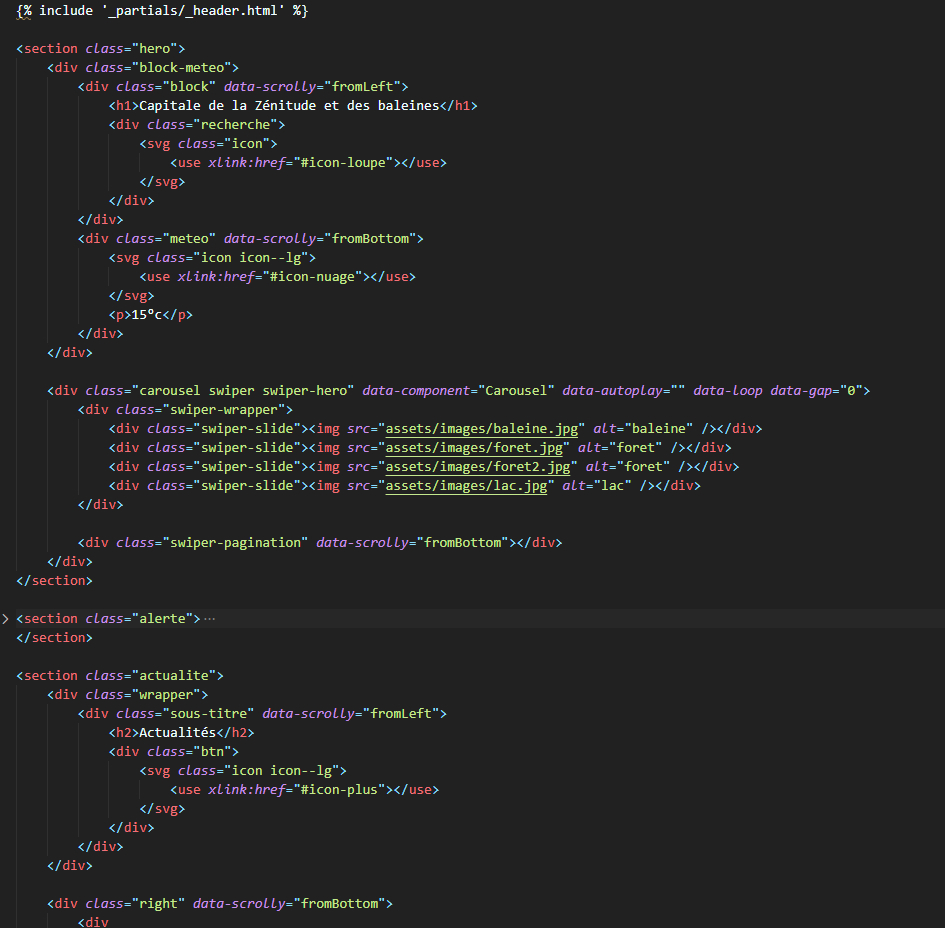 {% include '_partials/_header.html' %}
<section class="hero">
<div class="block-meteo">
<div class="block" data-scrolly="fromLeft">
<h1>Capitale de la Zénitude et des baleines</h1>
<div class="recherche">
<svg class="icon">
<use xlink:href="#icon-loupe"></use>
</svg>
</div>
</div>
<div class="meteo" data-scrolly="fromBottom">
<svg class="icon icon--lg">
<use xlink:href="#icon-nuage"></use>
</svg>
<p>15°c</p>
</div>
</div>
<div class="carousel swiper swiper-hero" data-component="Carousel" data-autoplay="" data-loop data-gap="0">
<div class="swiper-wrapper">
<div class="swiper-slide"><img src="assets/images/baleine.jpg" alt="baleine" /></div>
<div class="swiper-slide"><img src="assets/images/foret.jpg" alt="foret" /></div>
<div class="swiper-slide"><img src="assets/images/foret2.jpg" alt="foret" /></div>
<div class="swiper-slide"><img src="assets/images/lac.jpg" alt="lac" /></div>
</div>
<div class="swiper-pagination" data-scrolly="fromBottom"></div>
</div>
</section>
<section class="alerte">⋯
</section>
<section class="actualite">
<div class="wrapper">
<div class="sous-titre" data-scrolly="fromLeft">
<h2>Actualités</h2>
<div class="btn">
<svg class="icon icon--lg">
<use xlink:href="#icon-plus"></use>
</svg>
</div>
</div>
</div>
<div class="right" data-scrolly="fromBottom">
<div